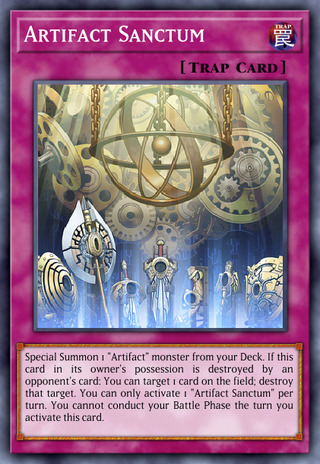 Artifact Sanctum
TRAP
罠
[Trap Card]
Special Summon 1 "Artifact" monster from your Deck. If this
card in its owner's possession is destroyed by an
opponent's card: You can target 1 card on the field; destroy
that target. You can only activate 1 "Artifact Sanctum" per
turn. You cannot conduct your Battle Phase the turn you
activate this card.